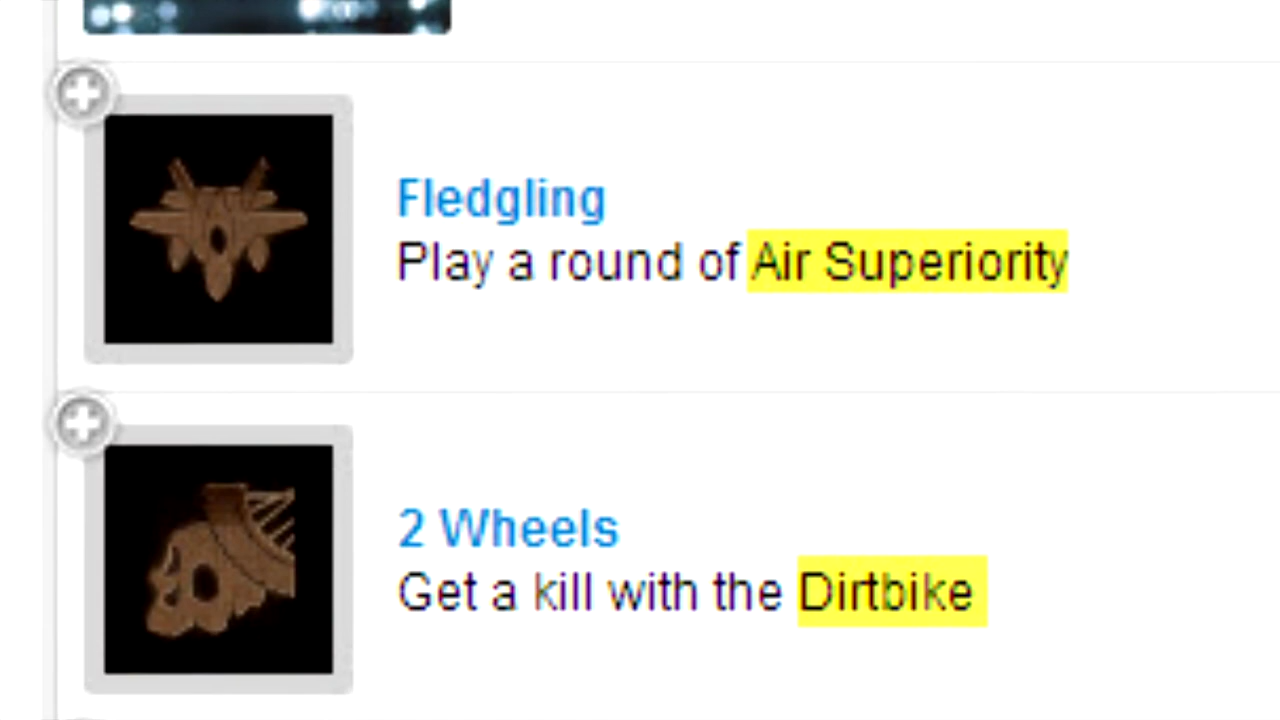 Fledgling
Play a round of Air Superiority
2 Wheels
Get a kill with the Dirtbike